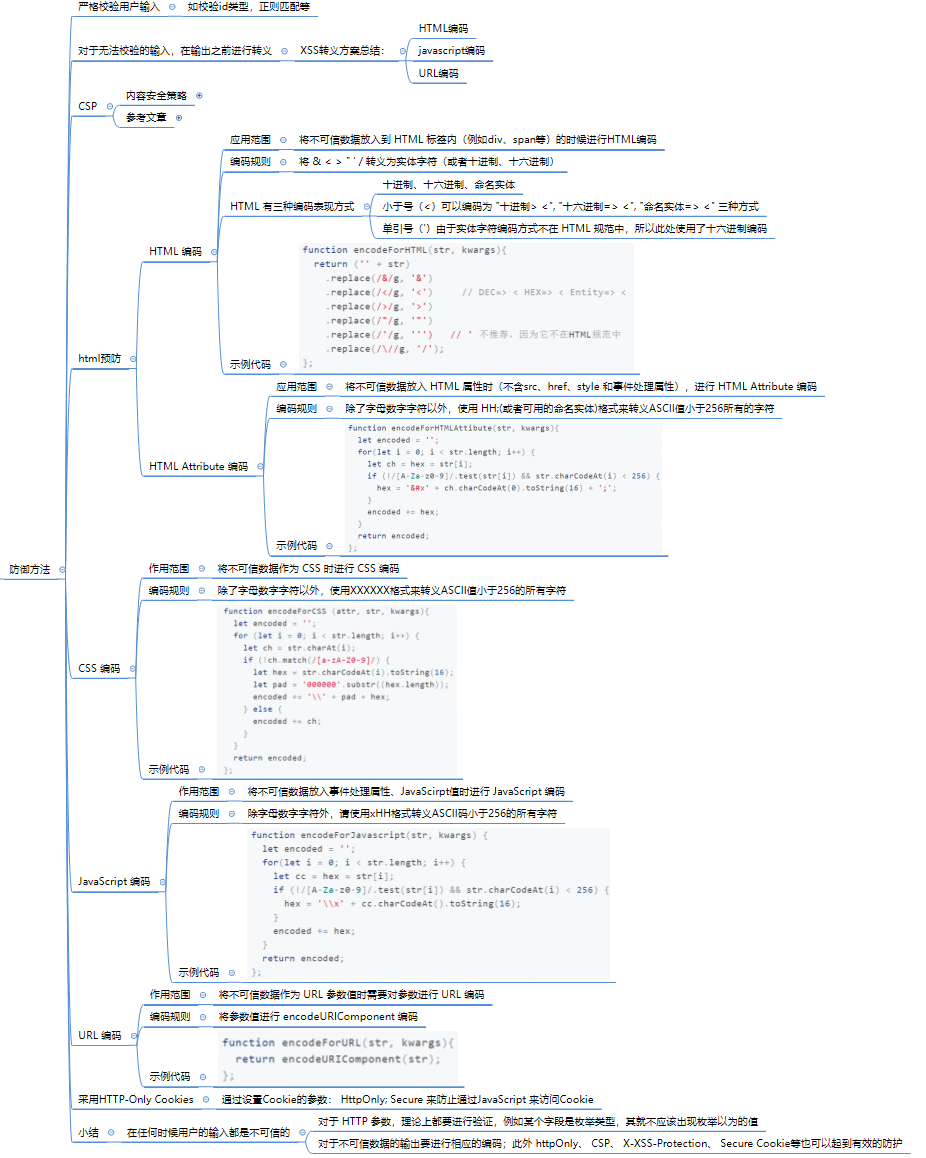 严格校验用户输入 如校验id类型，正则匹配等
HTML编码
对于无法校验的输入，在输出之前进行转义 XSS转义方案总结： javascript编码
URL编码
CSP 内容安全策略
参考文章
应用范围 将不可信数据放入到 HTML 标签内（例如div、span等）的时候进行HTML编码
编码规则 将 & < > " ' / 转义为实体字符（或者十进制、十六进制）
HTML 有三种编码表现方式 十进制、十六进制、命名实体
小于号（<）可以编码为 "十进制> <", "十六进制=> <", "命名实体=> <" 三种方式
单引号（'）由于实体字符编码方式不在 HTML 规范中，所以此处使用了十六进制编码
HTML 编码
function encodeForHTML(str, kwargs){
return ('' + str)
.replace(/&/g, '&')
.replace(/</g, '<') // DEC=> < HEX=> < Entity=> <
.replace(/>/g, '>')
.replace(/"/g, '"')
.replace(/'/g, ''') // ' 不推荐，因为它不在HTML规范中
.replace(/\//g, '/');
};
示例代码
html预防
应用范围 将不可信数据放入 HTML 属性时（不含src、href、style 和事件处理属性），进行 HTML Attribute 编码
编码规则 除了字母数字字符以外，使用 HH;(或者可用的命名实体)格式来转义ASCII值小于256所有的字符
HTML Attribute 编码
function encodeForHTMLAttibute(str, kwargs){
let encoded = '';
for(let i = 0; i < str.length; i++) {
let ch = hex = str[i];
if (!/[A-Za-z0-9]/.test(str[i]) && str.charCodeAt(i) < 256) {
hex = '&#x' + ch.charCodeAt(0).toString(16) + ';';
}
encoded += hex;
}
return encoded;
};
示例代码
防御方法
作用范围 将不可信数据作为 CSS 时进行 CSS 编码
编码规则 除了字母数字字符以外，使用XXXXXX格式来转义ASCII值小于256的所有字符
CSS 编码
function encodeForCSS (attr, str, kwargs){
let encoded = '';
for (let i = 0; i < str.length; i++) {
let ch = str.charAt(i);
if (!ch.match(/[a-zA-Z0-9]/) {
let hex = str.charCodeAt(i).toString(16);
let pad = '000000'.substr((hex.length));
encoded += '\\' + pad + hex;
} else {
encoded += ch;
}
}
return encoded;
};
示例代码
作用范围 将不可信数据放入事件处理属性、JavaScirpt值时进行 JavaScript 编码
编码规则 除字母数字字符外，请使用xHH格式转义ASCII码小于256的所有字符
JavaScript 编码
function encodeForJavascript(str, kwargs) {
let encoded = '';
for(let i = 0; i < str.length; i++) {
let cc = hex = str[i];
if (!/[A-Za-z0-9]/.test(str[i]) && str.charCodeAt(i) < 256) {
hex = '\\x' + cc.charCodeAt().toString(16);
}
encoded += hex;
}
return encoded;
};
示例代码
作用范围 将不可信数据作为 URL 参数值时需要对参数进行 URL 编码
编码规则 将参数值进行 encodeURIComponent 编码
URL 编码
function encodeForURL(str, kwargs){
return encodeURIComponent(str);
};
示例代码
采用HTTP-Only Cookies 通过设置Cookie的参数： HttpOnly; Secure 来防止通过JavaScript 来访问Cookie
小结 在任何时候用户的输入都是不可信的
对于 HTTP 参数，理论上都要进行验证，例如某个字段是枚举类型，其就不应该出现枚举以为的值
对于不可信数据的输出要进行相应的编码；此外 httpOnly、 CSP、 X-XSS-Protection、 Secure Cookie等也可以起到有效的防护